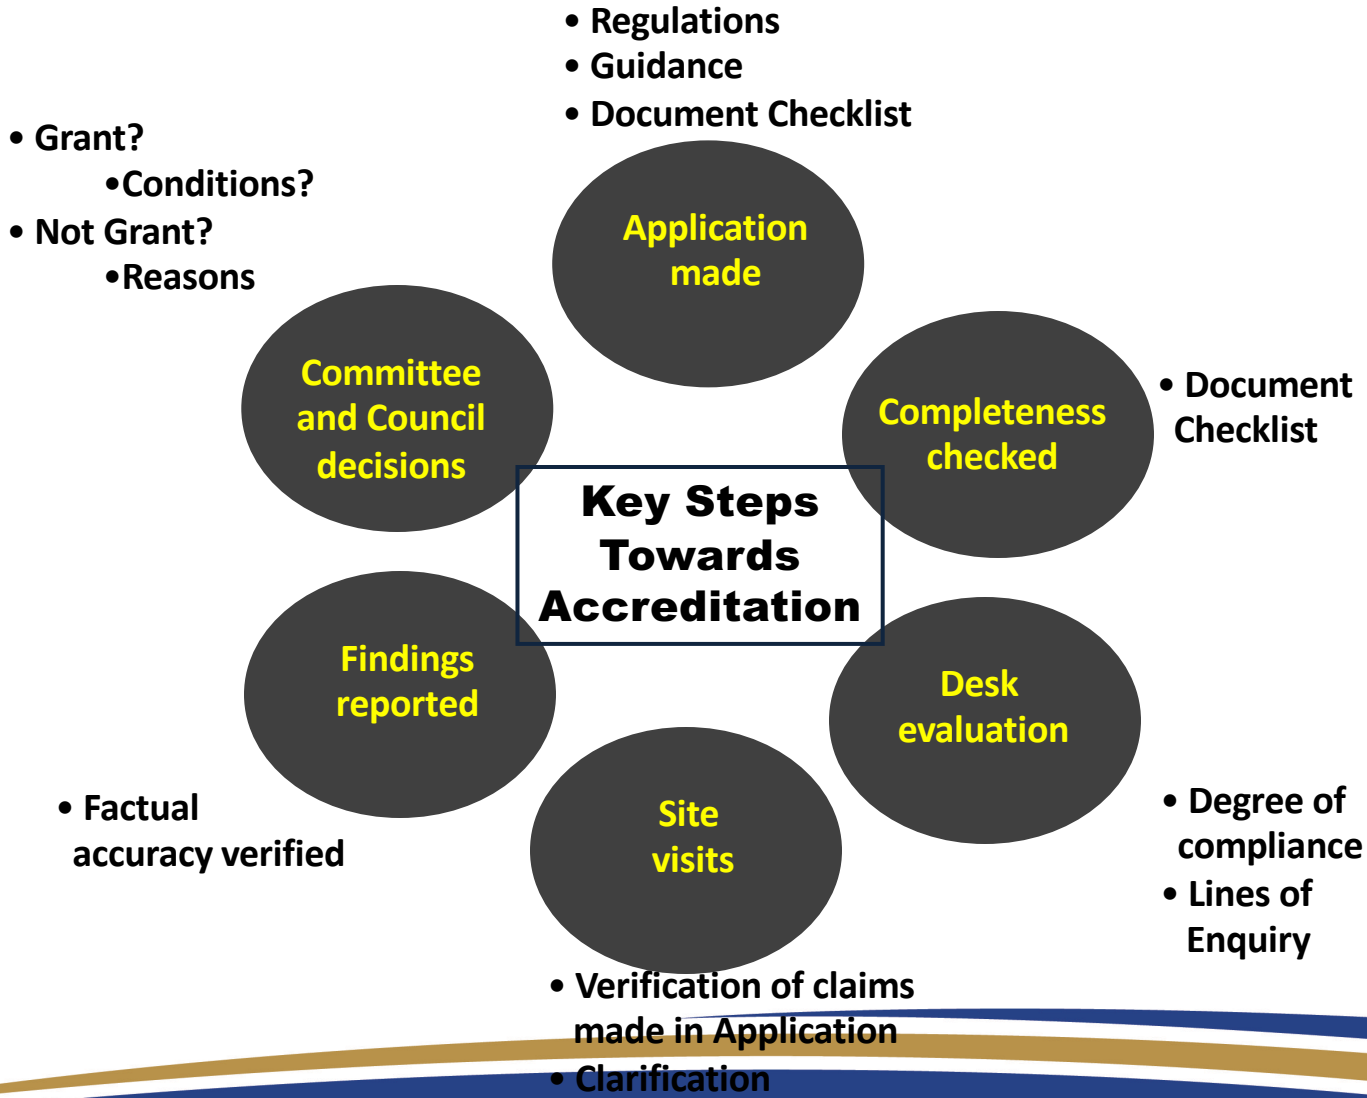 • Regulations
• Guidance
• Document Checklist
Application
made
Completeness
checked
• Document
Checklist
Desk
evaluation
• Degree of
compliance
• Lines of
Enquiry
Site
visits
• Verification of claims
made in Application
• Clarification
Findings
reported
• Factual
accuracy verified
Committee
and Council
decisions
• Grant?
•Conditions?
• Not Grant?
•Reasons
Key Steps
Towards
Accreditation